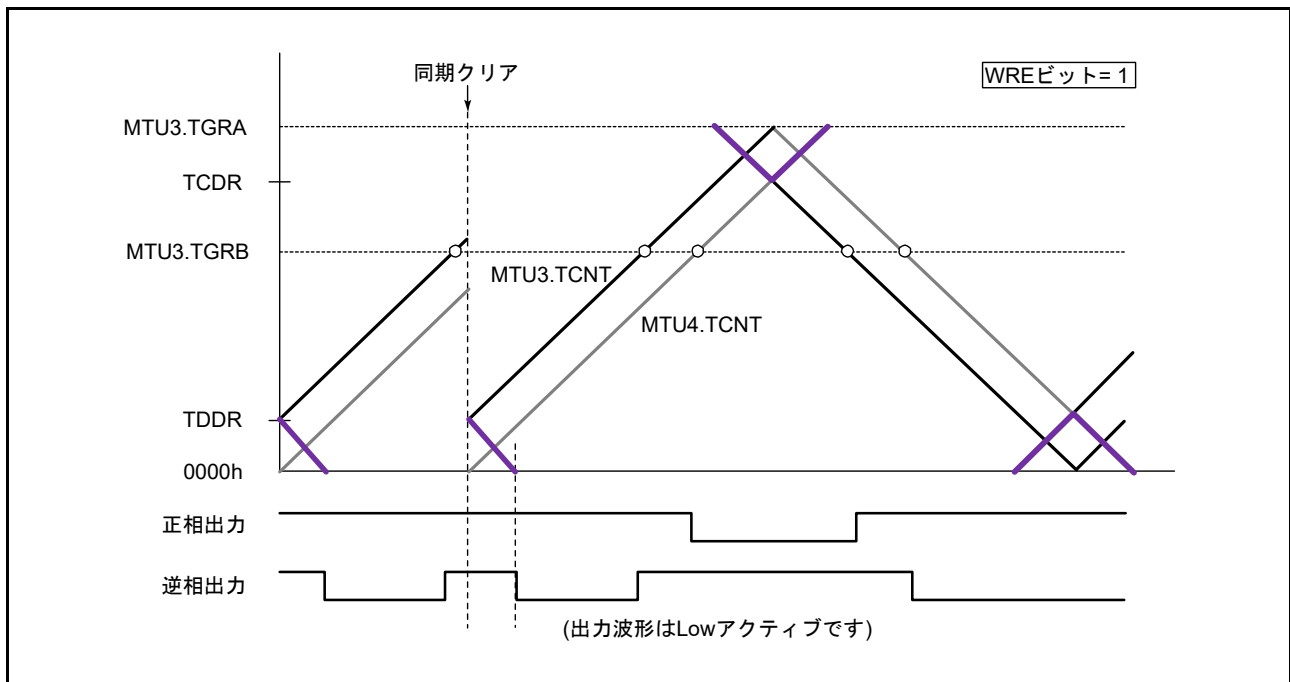 同期クリア
WREビット= 1
MTU3.TGRA
TCDR
MTU3.TGRB
MTU3.TCNT
MTU4.TCNT
TDDR
0000h
正相出力
逆相出力
(出力波形はLowアクティブです)